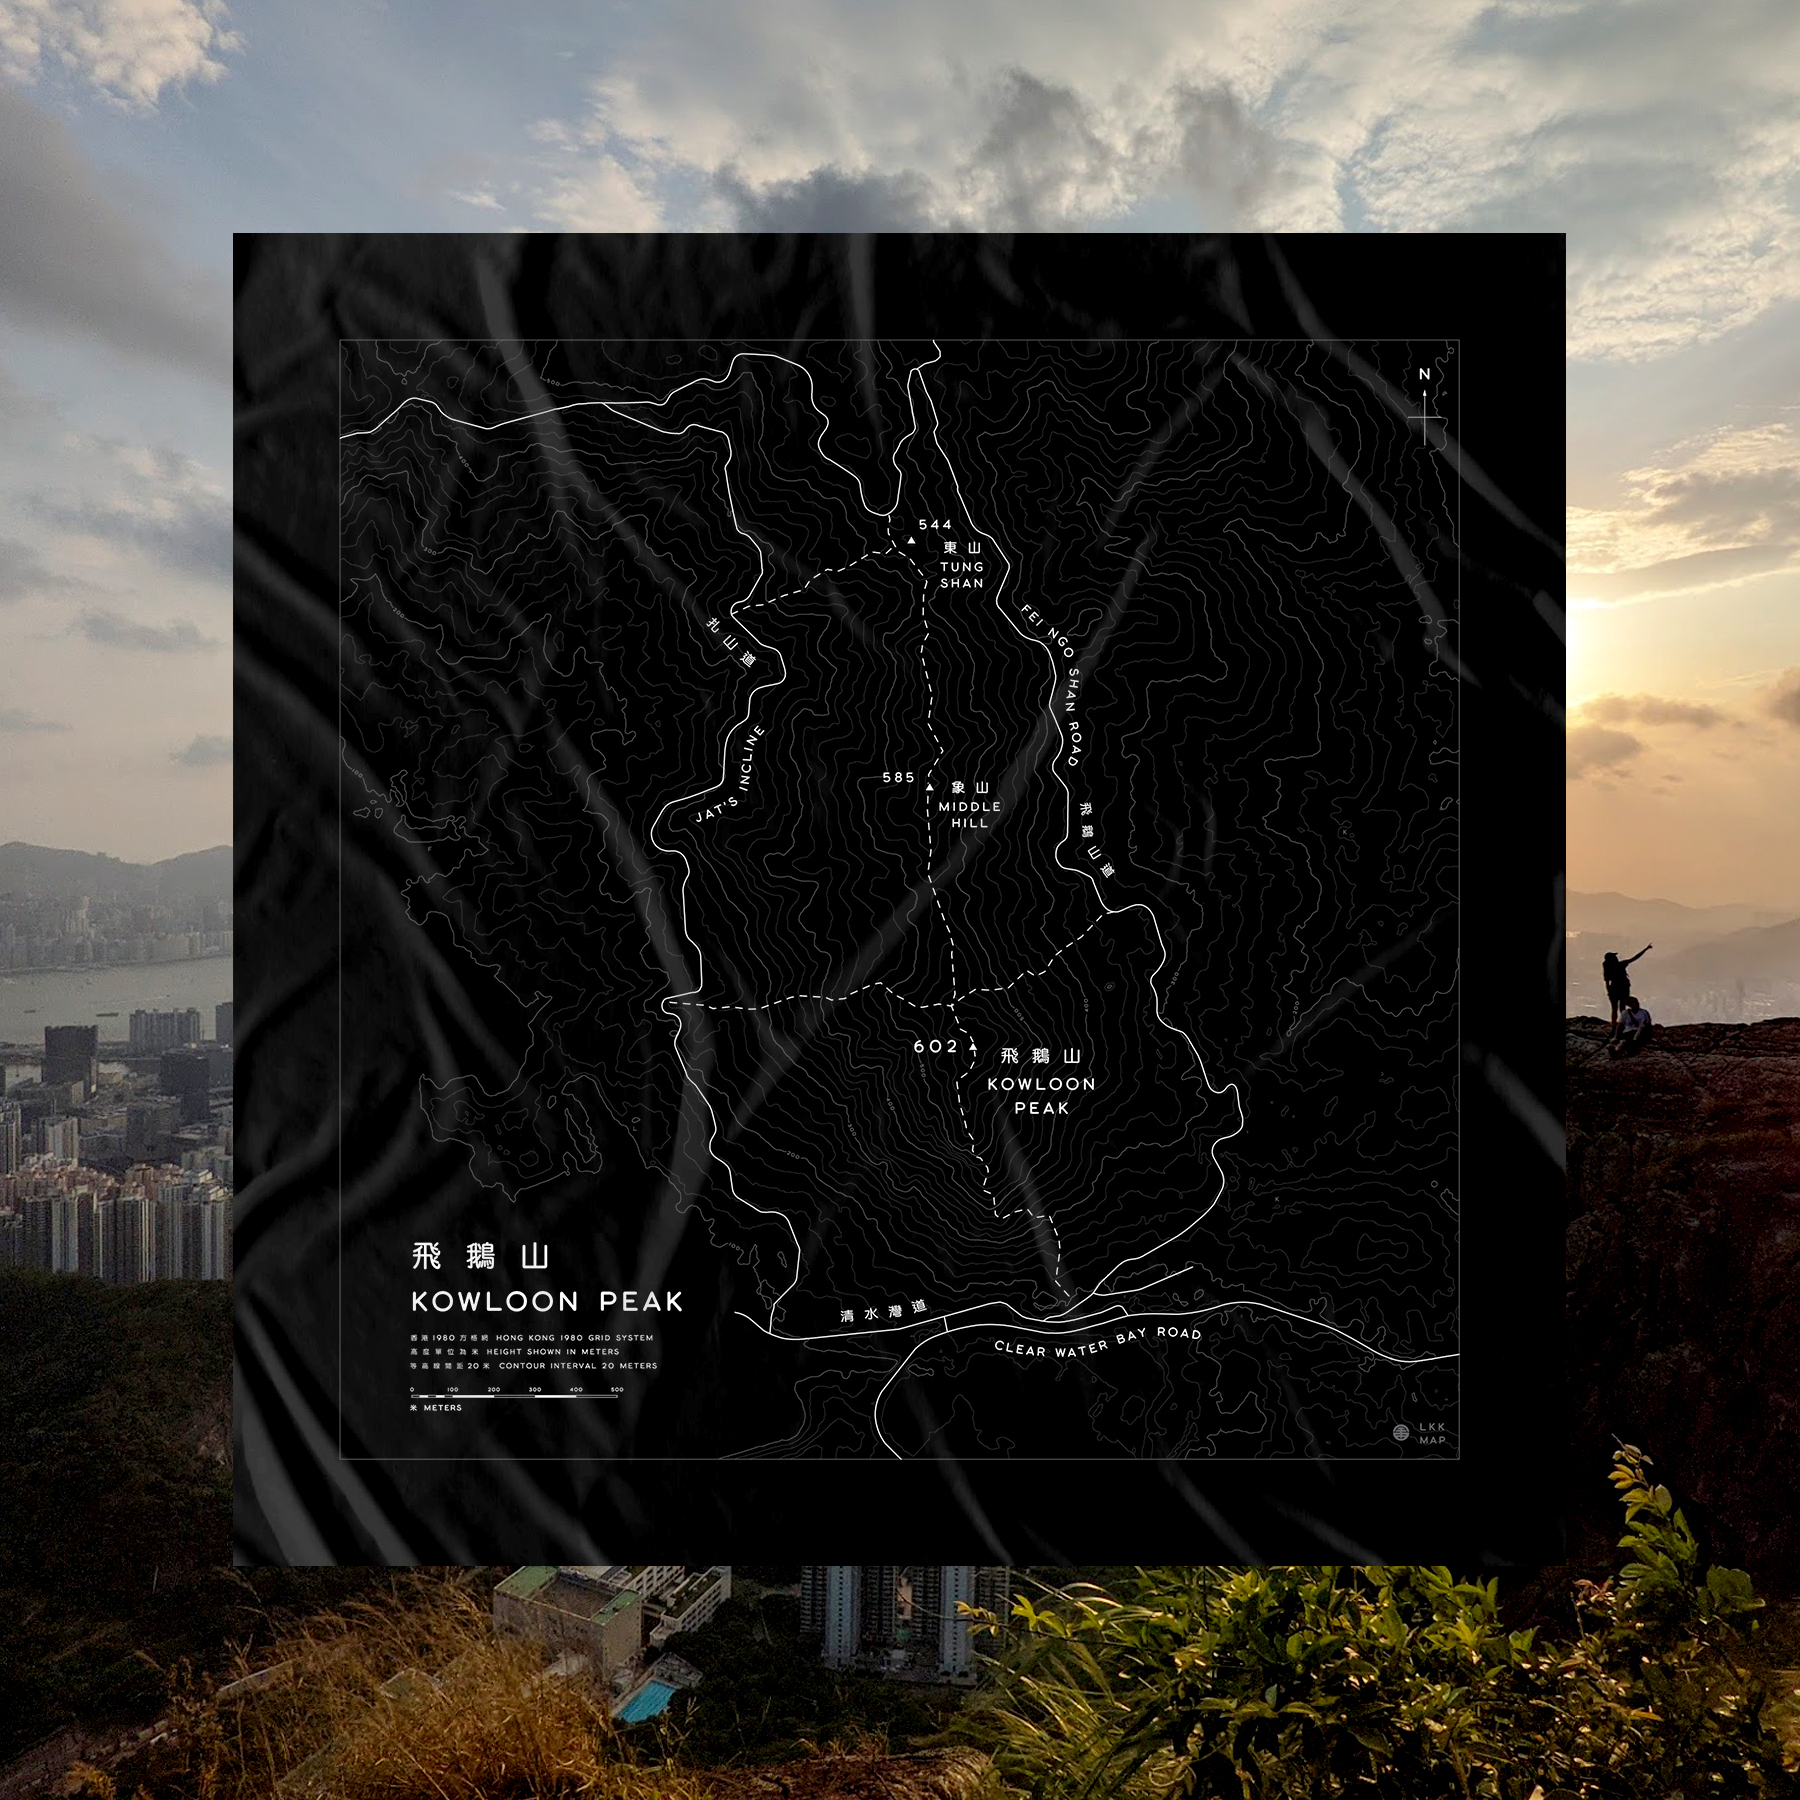 N
544
東山
TUNG
SHAN
扎山道
FEI NGO SHAN ROAD
JAT'S INCLINE
585
象山
MIDDLE
HILL
飛鵝山道
602
飛鵝山
KOWLOON
PEAK
飛鵝山
KOWLOON PEAK
香港1980方格網 HONG KONG 1980 GRID SYSTEM
高度單位為米 HEIGHT SHOWN IN METERS
等高線間距20米 CONTOUR INTERVAL 20 METERS
0 100 200 300 400 500
米 METERS
清水灣道
CLEAR WATER BAY ROAD
LKK
MAP